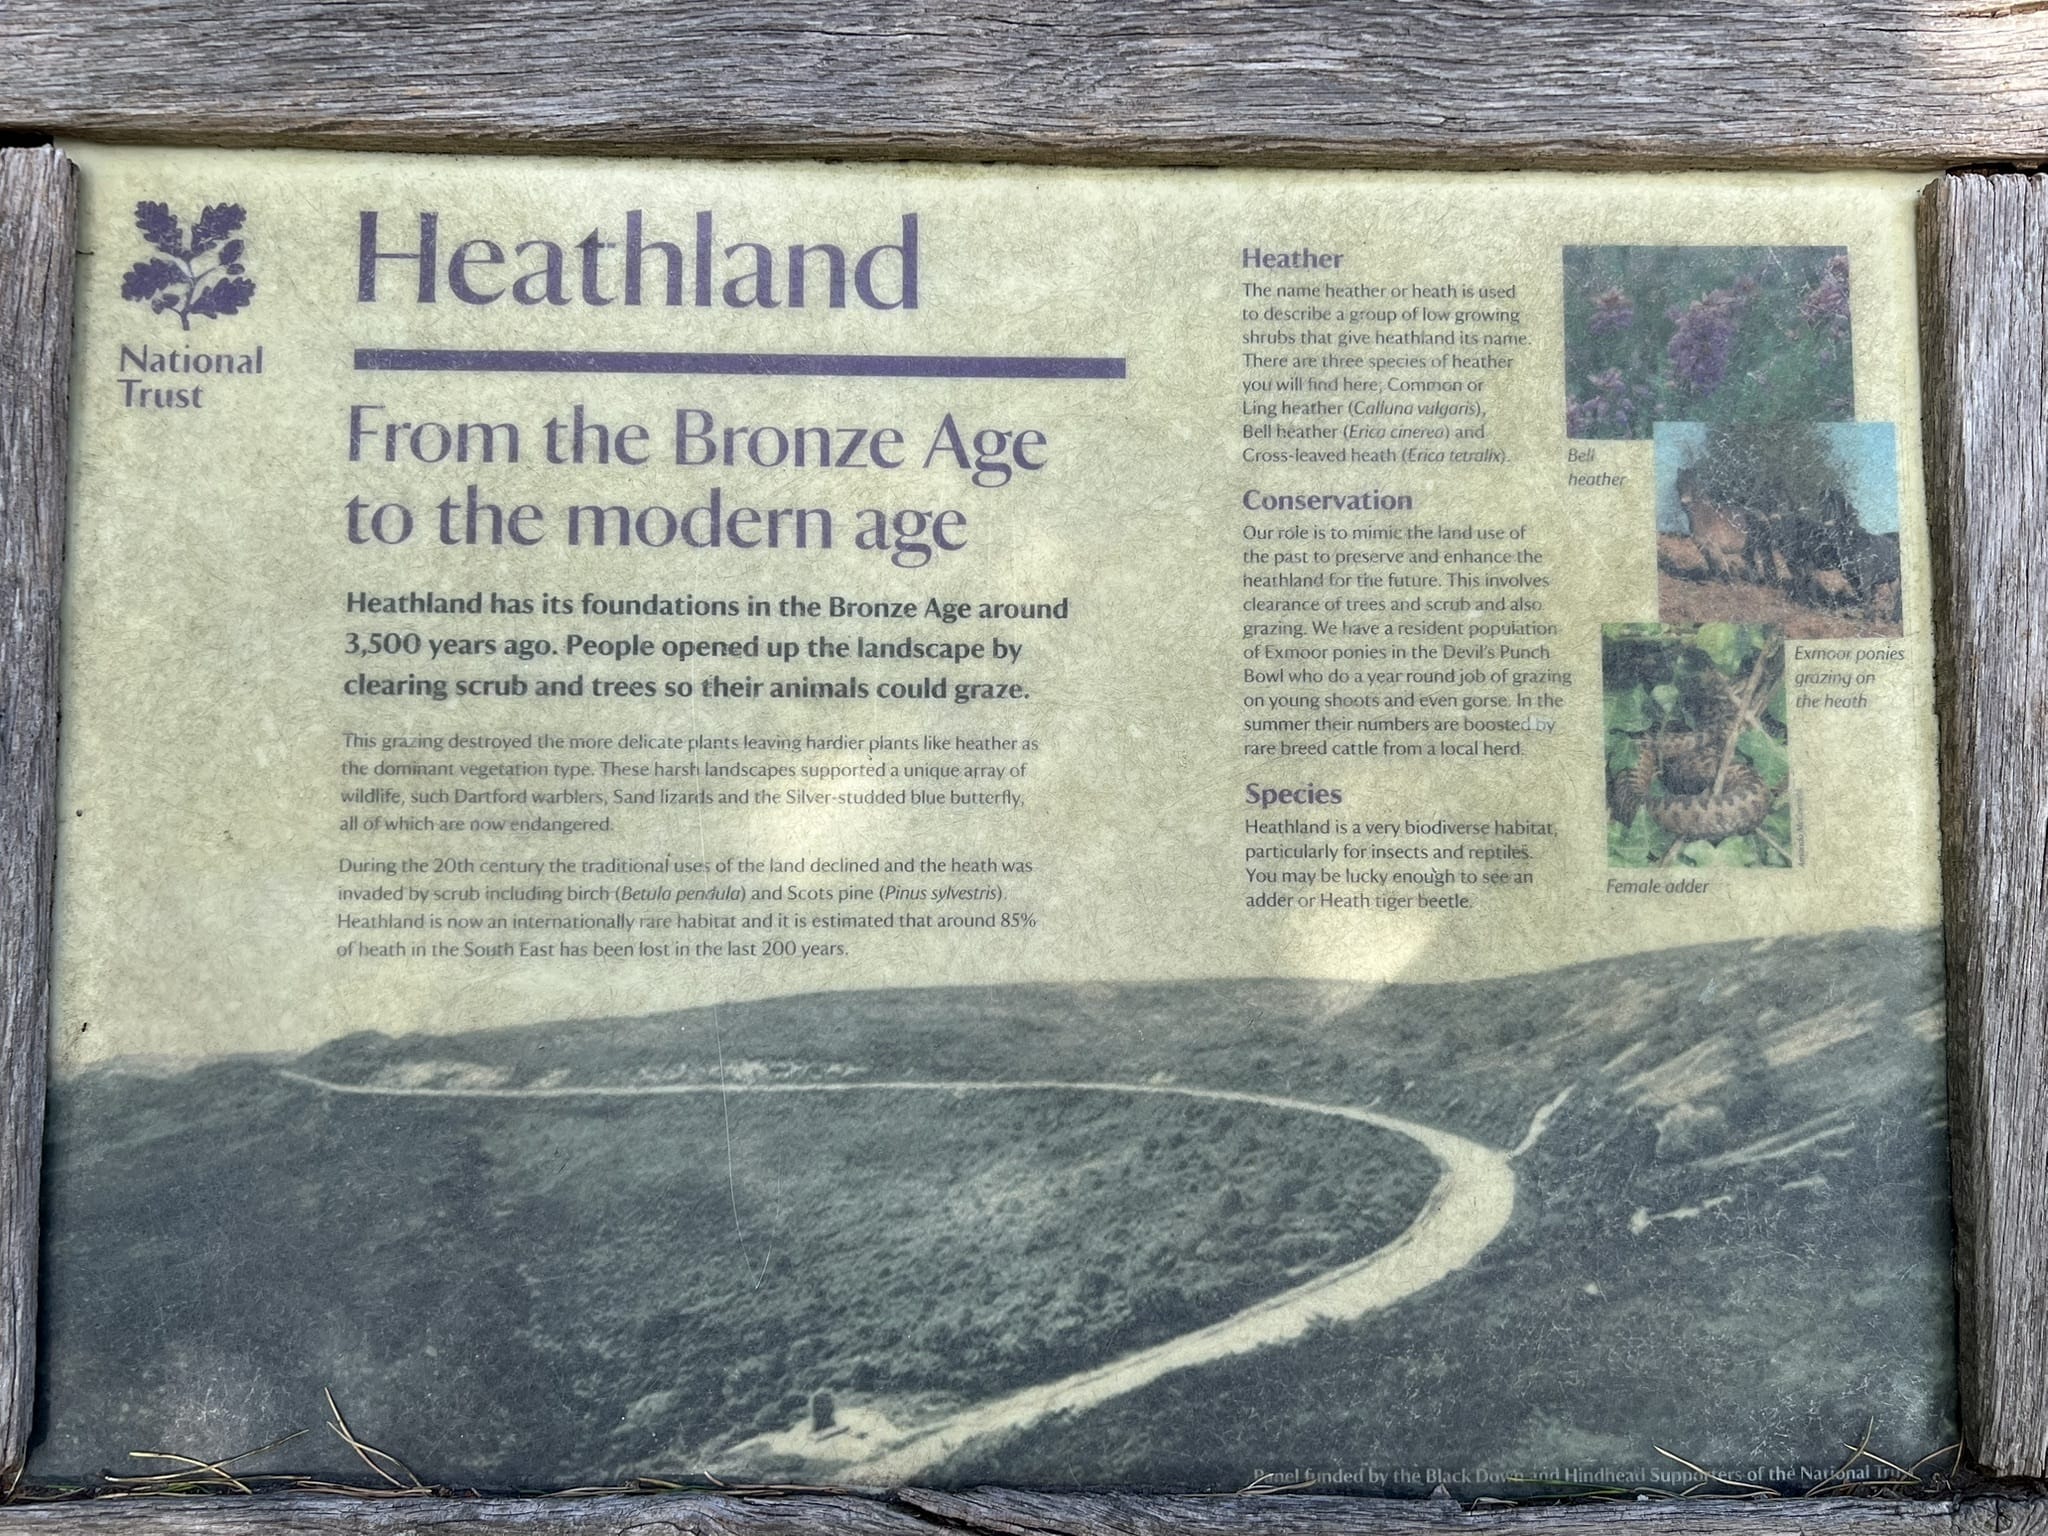 National
Trust
Heathland
From the Bronze Age
to the modern age
Heathland has its foundations in the Bronze Age around
3,500 years ago. People opened up the landscape by
clearing scrub and trees so their animals could graze.
This grazing destroyed the more delicate plants leaving hardier plants like heather as
the dominant vegetation type. These harsh landscapes supported a unique array of
wildlife, such Dartford warblers, Sand lizards and the Silver-studded blue butterfly,
all of which are now endangered.
During the 20th century the traditional uses of the land declined and the heath was
invaded by scrub including birch (Betula pendula) and Scots pine (Pinus sylvestris).
Heathland is now an internationally rare habitat and it is estimated that around 85%
of heath in the South East has been lost in the last 200 years.
Heather
The name heather or heath is used
to describe a group of low growing
shrubs that give heathland its name.
There are three species of heather
you will find here; Common or
Ling heather (Calluna vulgaris),
Bell heather (Erica cinerea) and
Cross-leaved heath (Erica tetralix).
Conservation
Our role is to mimic the land use of
the past to preserve and enhance the
heathland for the future. This involves
clearance of trees and scrub and also
grazing. We have a resident population
of Exmoor ponies in the Devil's Punch
Bowl who do a year round job of grazing
on young shoots and even gorse. In the
summer their numbers are boosted by
rare breed cattle from a local herd.
Species
Heathland is a very biodiverse habitat,
particularly for insects and reptiles.
You may be lucky enough to see an
adder or Heath tiger beetle.
Bell
heather
Exmoor ponies
grazing on
the heath
Female adder
Panel funded by the Black Down and Hindhead Supporters of the National Trust